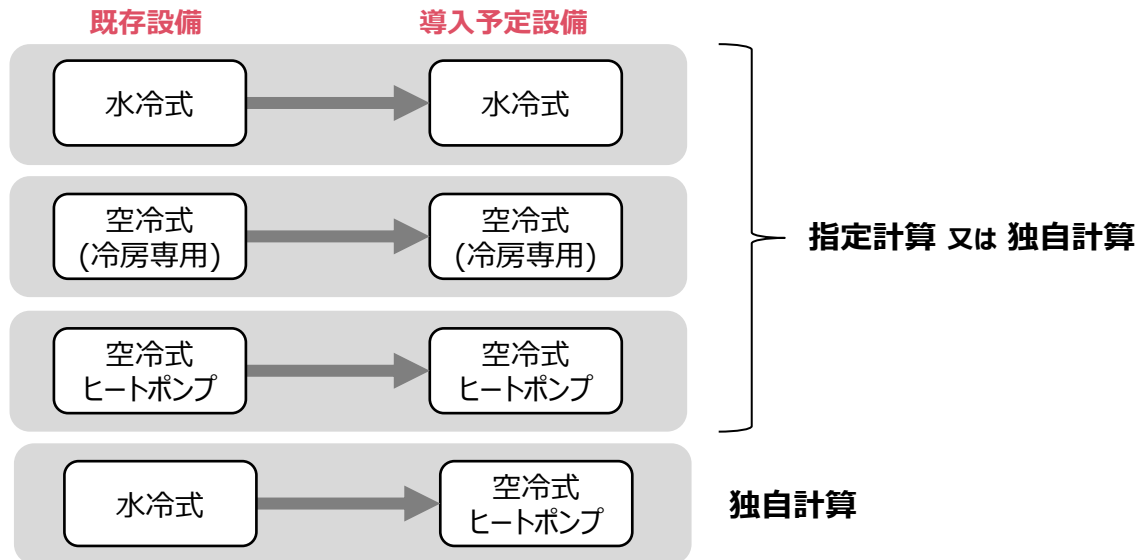 既存設備
導入予定設備
水冷式
水冷式
空冷式
(冷房専用)
空冷式
(冷房専用)
指定計算 又は 独自計算
空冷式
ヒートポンプ
空冷式
ヒートポンプ
水冷式
空冷式
ヒートポンプ
独自計算